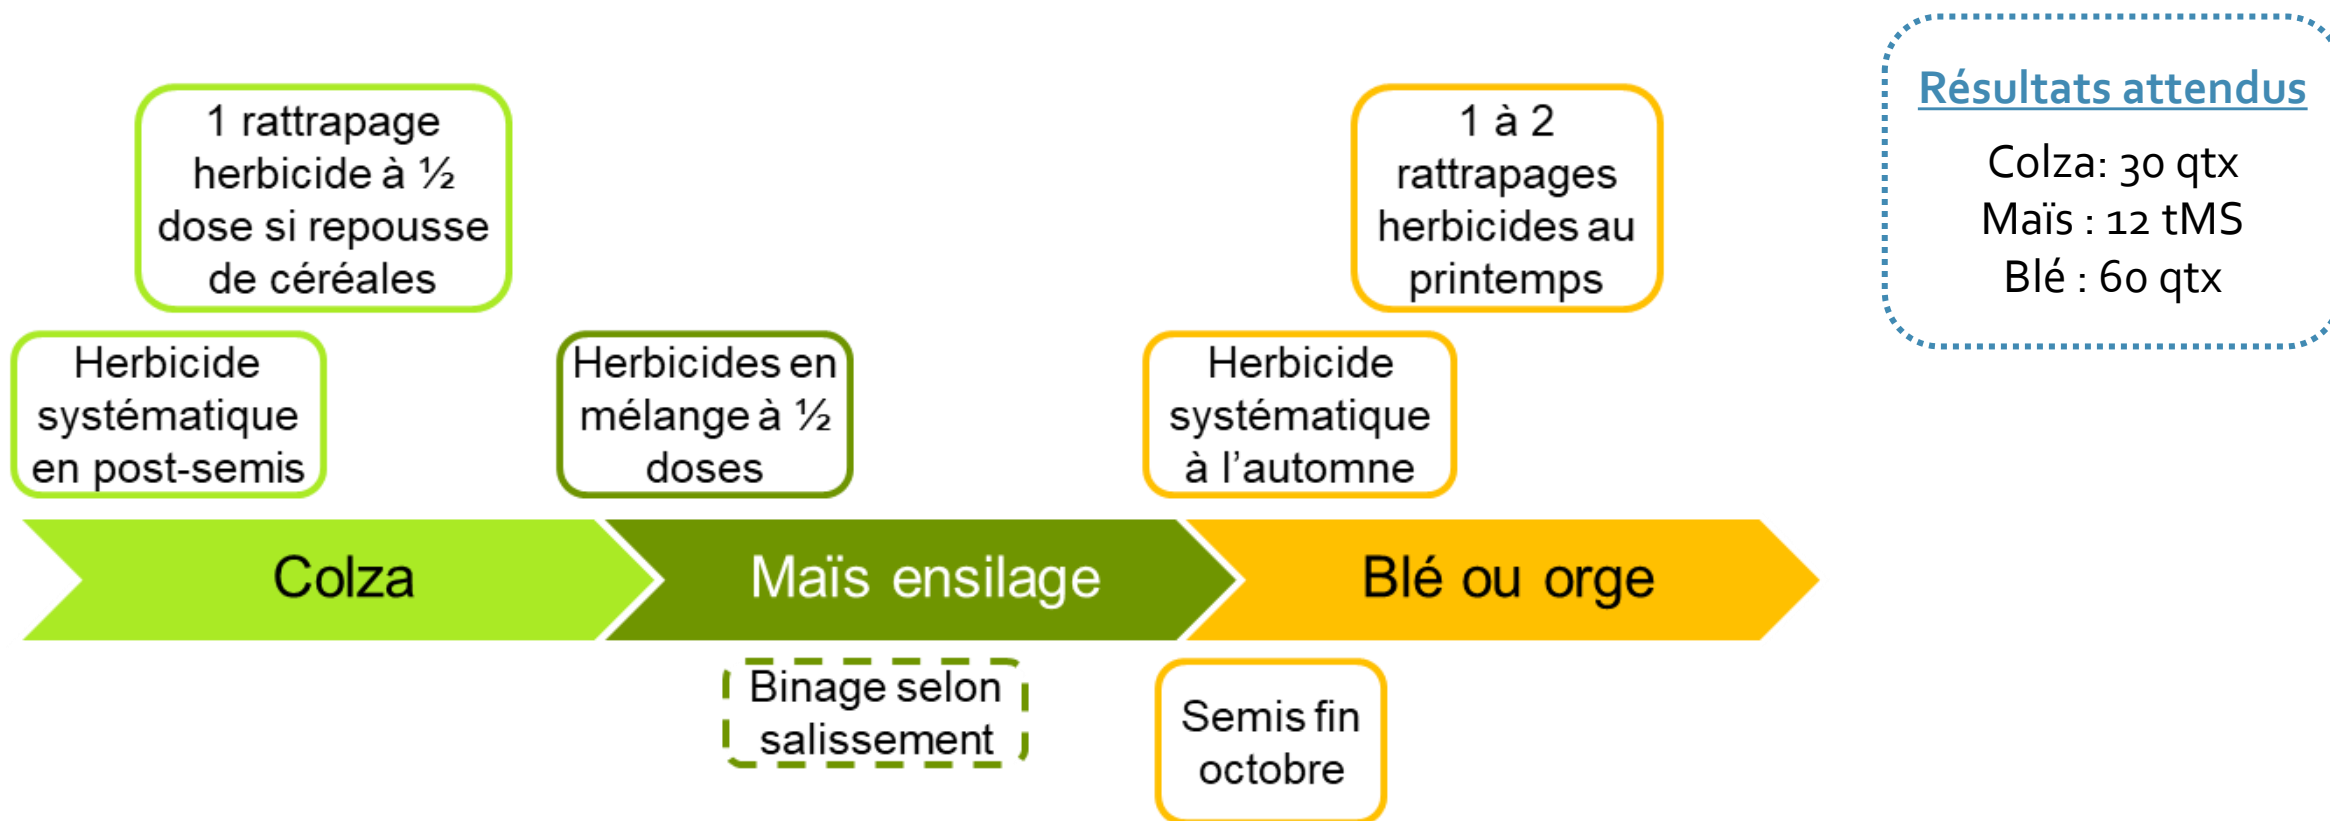 1 rattrapage
herbicide à ½
dose si repousse
de céréales
Herbicide
systématique
en post-semis
Herbicides en
mélange à ½
doses
1 à 2
rattrapages
herbicides au
printemps
Herbicide
systématique
à l’automne
Résultats attendus
Colza: 30 qtx
Maïs : 12 tMS
Blé : 60 qtx
Colza
Maïs ensilage
Blé ou orge
Binage selon
salissement
Semis fin
octobre